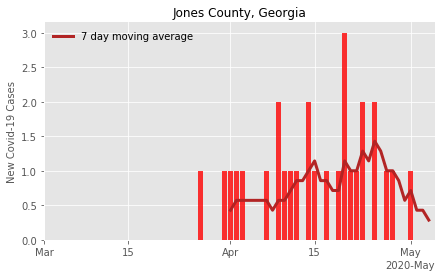 Jones County, Georgia
7 day moving average
New Covid-19 Cases
3.0
2.5
2.0
1.5
1.0
0.5
0.0
Mar
15
Apr
15
May
2020-May